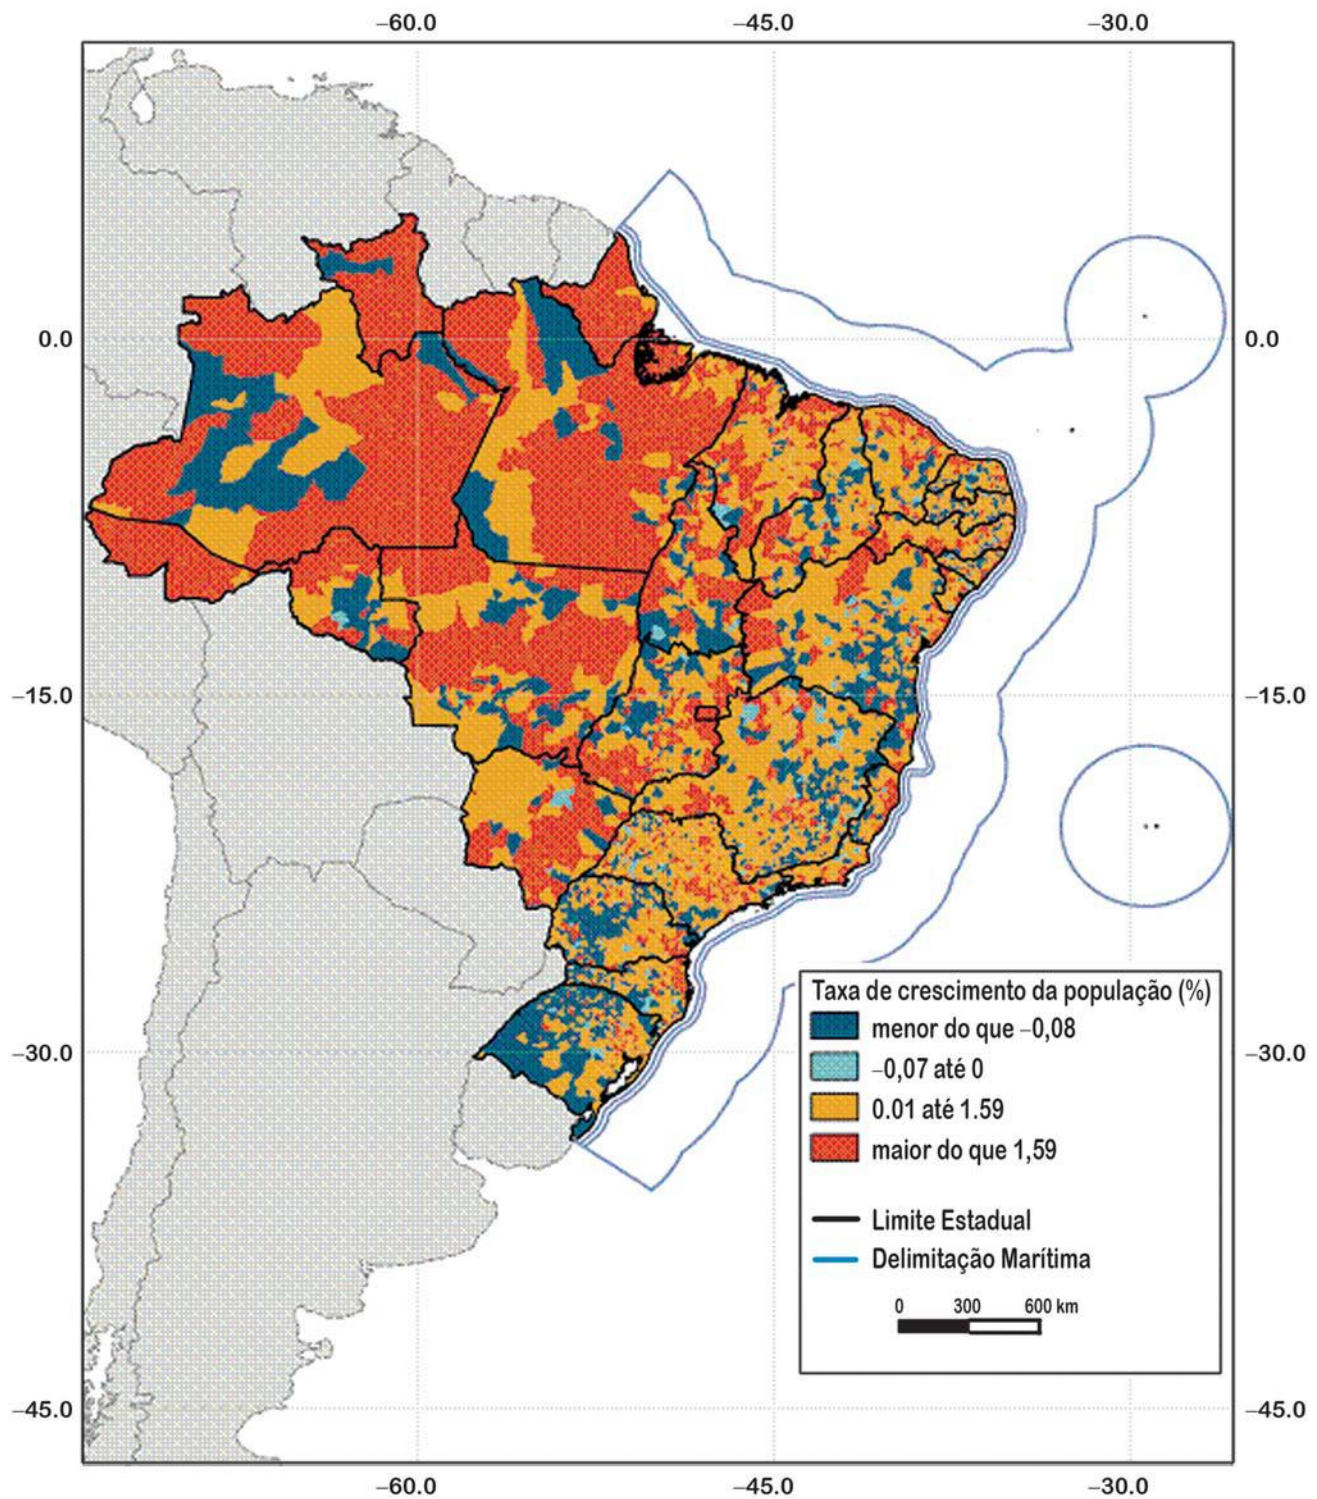 –60.0 –45.0 –30.0
0.0 0.0
–15.0 –15.0
Taxa de crescimento da população (%)
menor do que –0,08
–0,07 até 0
0.01 até 1.59
maior do que 1,59
Limite Estadual
Delimitação Marítima
0 300 600 km
–30.0 –30.0
–45.0 –45.0
–60.0 –45.0 –30.0